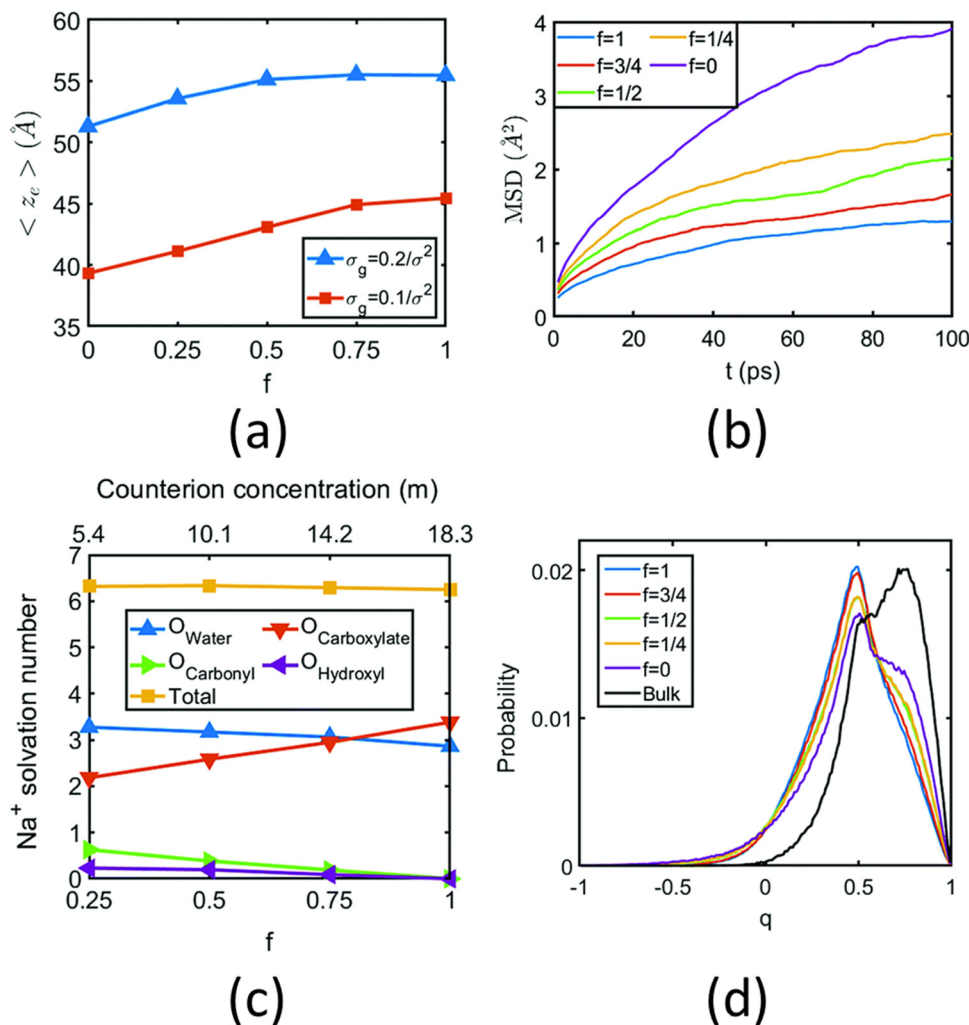 60
55
50
45
40
35
< z_e > (Å)
σ_g=0.2/σ²
σ_g=0.1/σ²
0 0.25 0.5 0.75 1
f
(a)
4
3
2
1
0
MSD (Å²)
f=1 f=1/4
f=3/4 f=0
f=1/2
0 20 40 60 80 100
t (ps)
(b)
Counterion concentration (m)
5.4 10.1 14.2 18.3
7
6
5
4
3
2
1
0
Na⁺ solvation number
O_Water O_Carboxylate
O_Carbonyl O_Hydroxyl
Total
0.25 0.5 0.75 1
f
(c)
0.02
0.01
0
Probability
f=1
f=3/4
f=1/2
f=1/4
f=0
Bulk
-1 -0.5 0 0.5 1
q
(d)